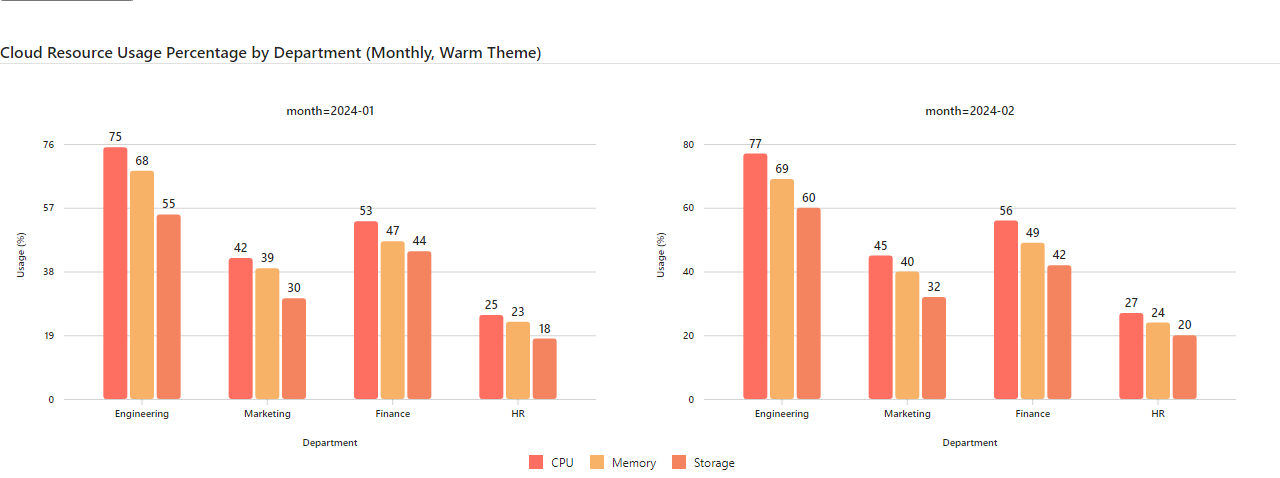 Cloud Resource Usage Percentage by Department (Monthly, Warm Theme)
month=2024-01
76
57
38
19
0
Usage (%)
75
68
55
42
39
30
53
47
44
25
23
18
Engineering
Marketing
Finance
HR
Department
month=2024-02
80
60
40
20
0
Usage (%)
77
69
60
45
40
32
56
49
42
27
24
20
Engineering
Marketing
Finance
HR
Department
CPU
Memory
Storage